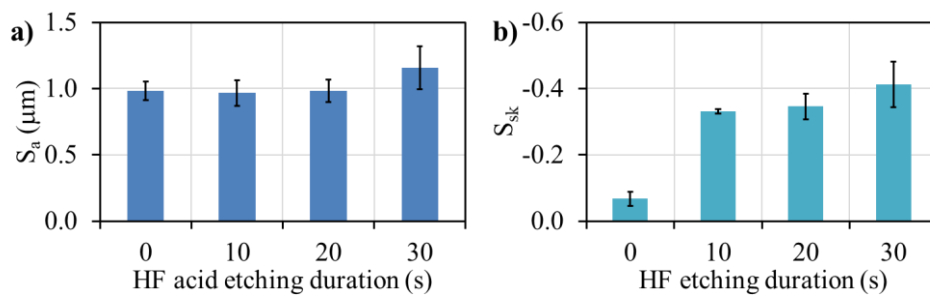 a)
1.5
1.0
0.5
0.0
Sa (μm)
0 10 20 30
HF acid etching duration (s)
b)
-0.6
-0.4
-0.2
0.0
Ssk
0 10 20 30
HF etching duration (s)